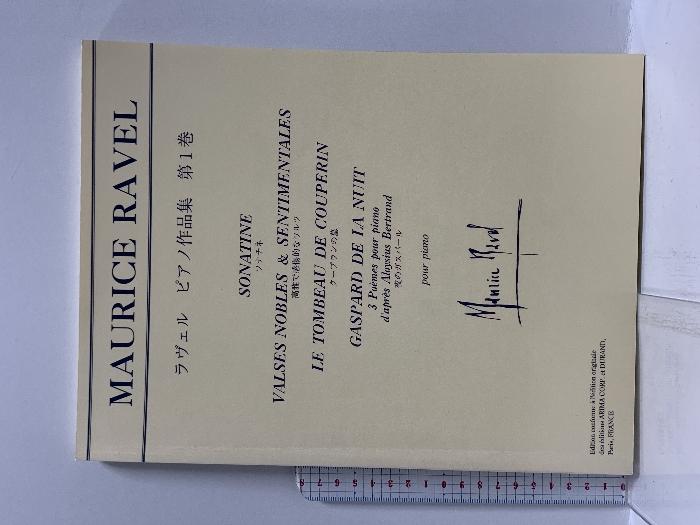 MAURICE RAVEL
ラヴェル ピアノ作品集 第1巻
SONATINE
ソナチネ
VALSES NOBLES & SENTIMENTALES
高雅で感傷的なワルツ
LE TOMBEAU DE COUPERIN
クープランの墓
GASPARD DE LA NUIT
3 Poèmes pour piano
d'après Aloysius Bertrand
夜のガスパール
pour piano
Maurice Ravel
Edition conforme à l'édition originale
des éditions ARIMA CORP. et DURAND,
Paris, FRANCE